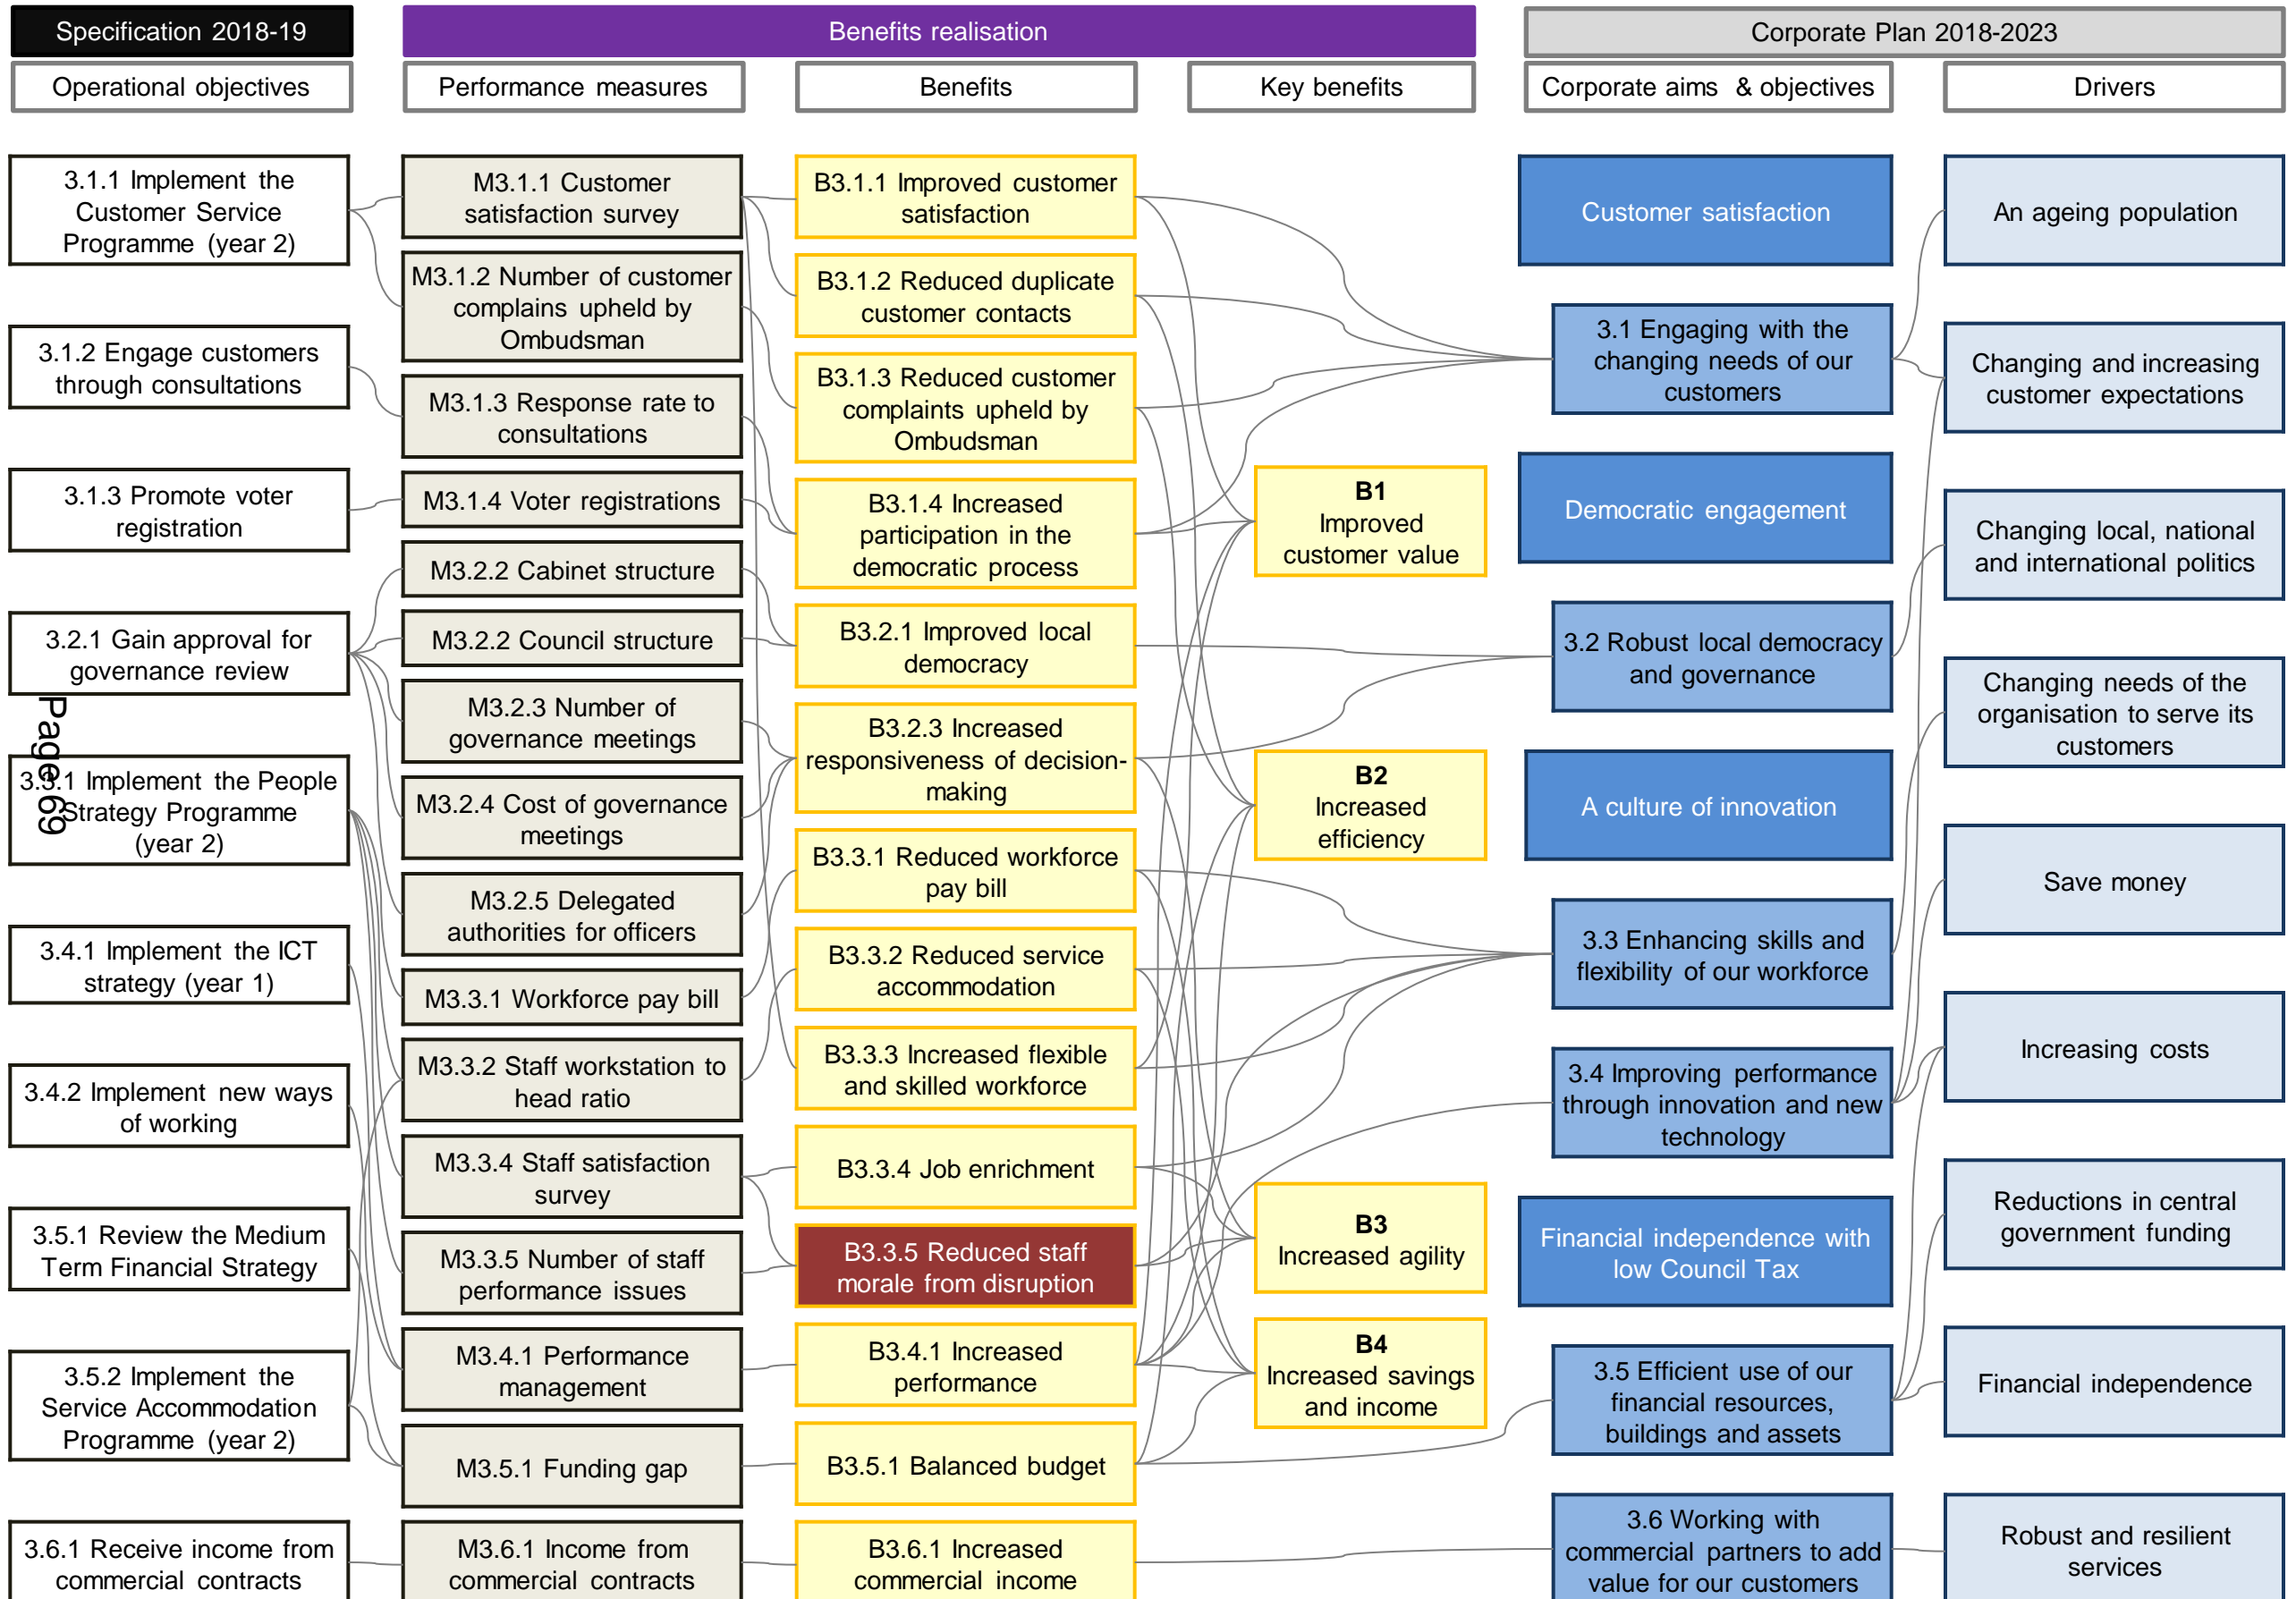 Specification 2018-19
Benefits realisation
Corporate Plan 2018-2023
Operational objectives
Performance measures
Benefits
Key benefits
Corporate aims & objectives
Drivers
3.1.1 Implement the
Customer Service
Programme (year 2)
3.1.2 Engage customers
through consultations
3.1.3 Promote voter
registration
3.2.1 Gain approval for
governance review
Page 69
3.3.1 Implement the People
Strategy Programme
(year 2)
3.4.1 Implement the ICT
strategy (year 1)
3.4.2 Implement new ways
of working
3.5.1 Review the Medium
Term Financial Strategy
3.5.2 Implement the
Service Accommodation
Programme (year 2)
3.6.1 Receive income from
commercial contracts
M3.1.1 Customer
satisfaction survey
M3.1.2 Number of customer
complains upheld by
Ombudsman
M3.1.3 Response rate to
consultations
M3.1.4 Voter registrations
M3.2.2 Cabinet structure
M3.2.2 Council structure
M3.2.3 Number of
governance meetings
M3.2.4 Cost of governance
meetings
M3.2.5 Delegated
authorities for officers
M3.3.1 Workforce pay bill
M3.3.2 Staff workstation to
head ratio
M3.3.4 Staff satisfaction
survey
M3.3.5 Number of staff
performance issues
M3.4.1 Performance
management
M3.5.1 Funding gap
M3.6.1 Income from
commercial contracts
B3.1.1 Improved customer
satisfaction
B3.1.2 Reduced duplicate
customer contacts
B3.1.3 Reduced customer
complaints upheld by
Ombudsman
B3.1.4 Increased
participation in the
democratic process
B3.2.1 Improved local
democracy
B3.2.3 Increased
responsiveness of decision-
making
B3.3.1 Reduced workforce
pay bill
B3.3.2 Reduced service
accommodation
B3.3.3 Increased flexible
and skilled workforce
B3.3.4 Job enrichment
B3.3.5 Reduced staff
morale from disruption
B3.4.1 Increased
performance
B3.5.1 Balanced budget
B3.6.1 Increased
commercial income
B1
Improved
customer value
B2
Increased
efficiency
B3
Increased agility
B4
Increased savings
and income
Customer satisfaction
3.1 Engaging with the
changing needs of our
customers
Democratic engagement
3.2 Robust local democracy
and governance
A culture of innovation
3.3 Enhancing skills and
flexibility of our workforce
3.4 Improving performance
through innovation and new
technology
Financial independence with
low Council Tax
3.5 Efficient use of our
financial resources,
buildings and assets
3.6 Working with
commercial partners to add
value for our customers
An ageing population
Changing and increasing
customer expectations
Changing local, national
and international politics
Changing needs of the
organisation to serve its
customers
Save money
Increasing costs
Reductions in central
government funding
Financial independence
Robust and resilient
services